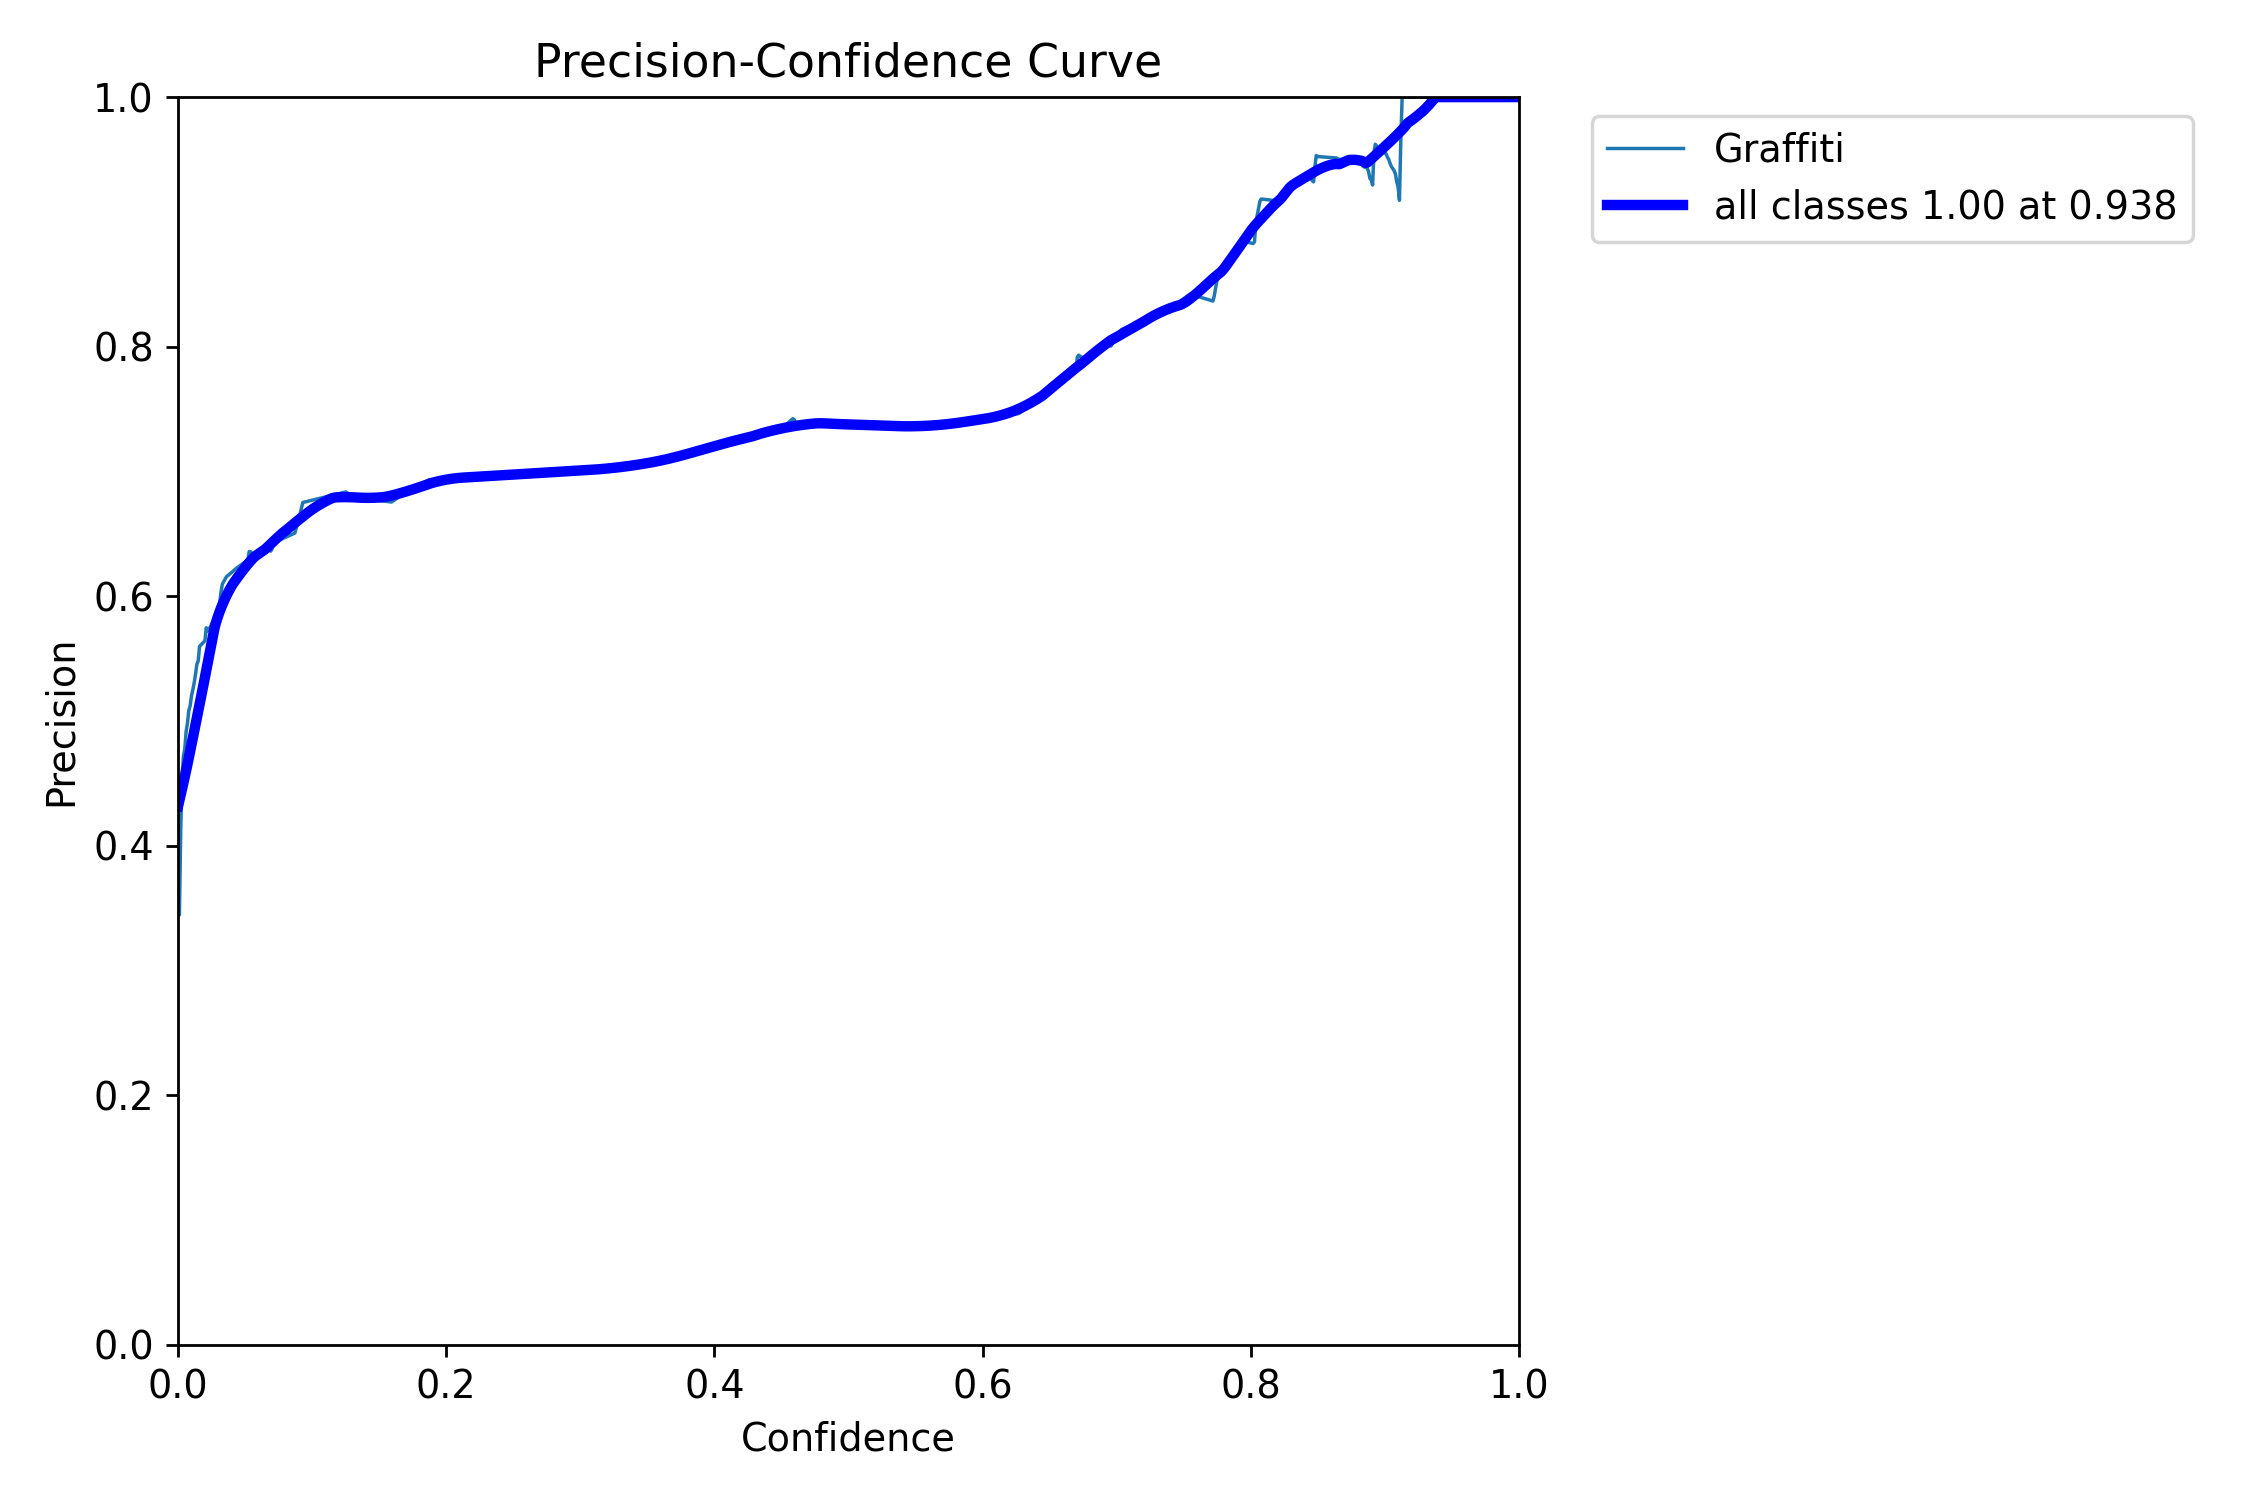 Precision-Confidence Curve
Graffiti
all classes 1.00 at 0.938
1.0
0.8
0.6
0.4
0.2
0.0
Precision
0.0 0.2 0.4 0.6 0.8 1.0
Confidence